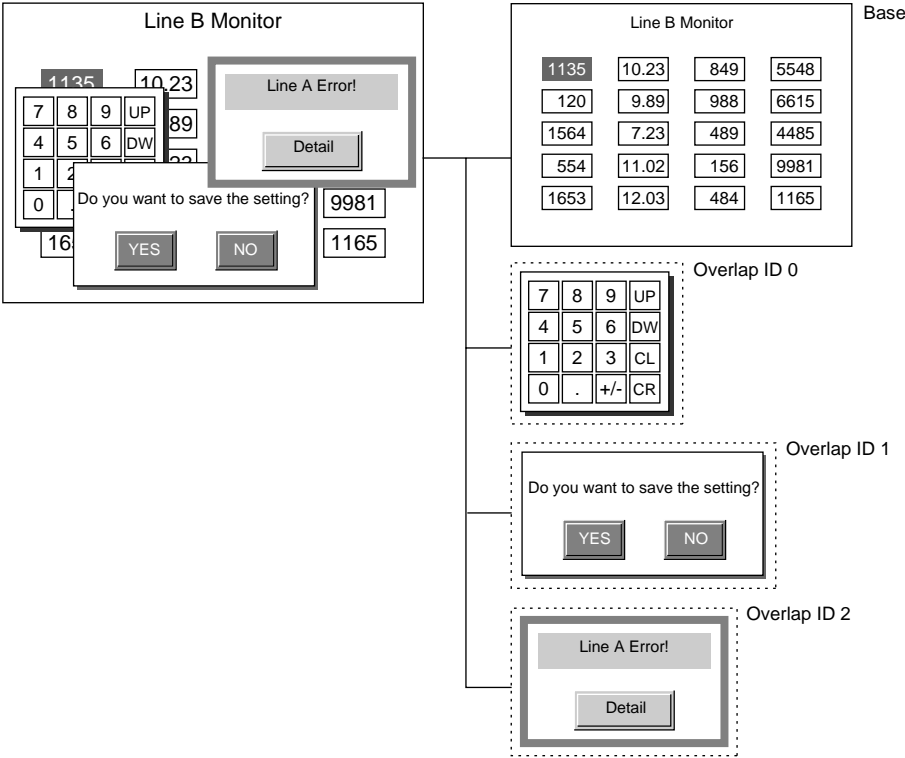 Line B Monitor
1135 10.23
89
9981
16 1165
7 8 9 UP
4 5 6 DW
1 2
0 .
Do you want to save the setting?
YES NO
Line A Error!
Detail
Base
Line B Monitor
1135 10.23 849 5548
120 9.89 988 6615
1564 7.23 489 4485
554 11.02 156 9981
1653 12.03 484 1165
Overlap ID 0
7 8 9 UP
4 5 6 DW
1 2 3 CL
0 . +/- CR
Overlap ID 1
Do you want to save the setting?
YES NO
Overlap ID 2
Line A Error!
Detail